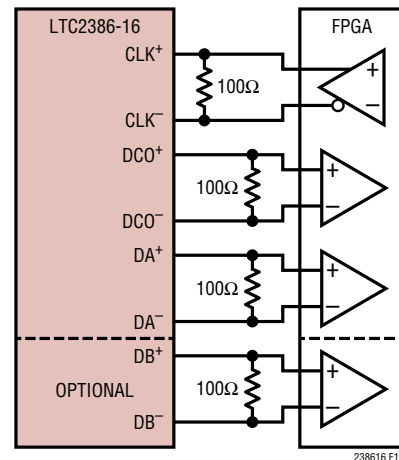 LTC2386-16
FPGA
CLK+
+
100Ω
−
CLK−
DCO+
+
100Ω
−
DCO−
DA+
+
100Ω
−
DA−
DB+
+
OPTIONAL
100Ω
−
DB−
238616 F1